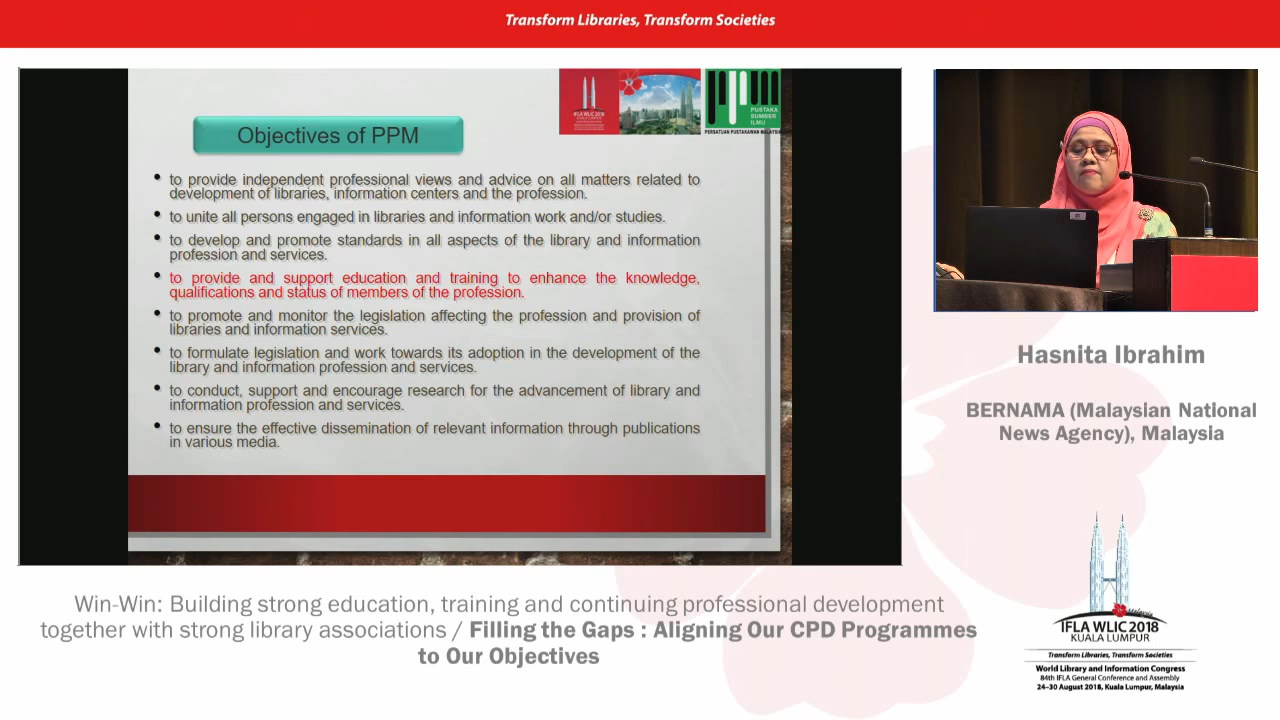 Transform Libraries, Transform Societies
IFLA WLIC 2018
PUSTAKA
SUMBER
ILMU
PERSATUAN PUSTAKAWAN MALAYSIA
Objectives of PPM
• to provide independent professional views and advice on all matters related to
development of libraries, information centers and the profession.
• to unite all persons engaged in libraries and information work and/or studies.
• to develop and promote standards in all aspects of the library and information
profession and services.
• to provide and support education and training to enhance the knowledge,
qualifications and status of members of the profession.
• to promote and monitor the legislation affecting the profession and provision of
libraries and information services.
• to formulate legislation and work towards its adoption in the development of the
library and information profession and services.
• to conduct, support and encourage research for the advancement of library and
information profession and services.
• to ensure the effective dissemination of relevant information through publications
in various media.
Hasnita Ibrahim
BERNAMA (Malaysian National
News Agency), Malaysia
Win-Win: Building strong education, training and continuing professional development
together with strong library associations / Filling the Gaps : Aligning Our CPD Programmes
to Our Objectives
Malaysia
IFLA WLIC 2018
KUALA LUMPUR
Transform Libraries, Transform Societies
World Library and Information Congress
84th IFLA General Conference and Assembly
24–30 August 2018, Kuala Lumpur, Malaysia